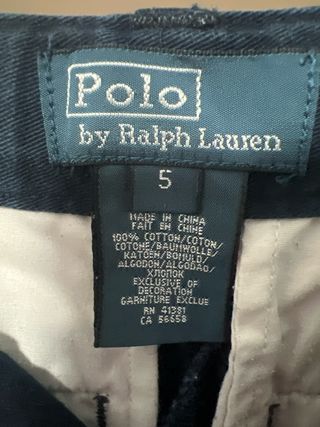 Polo
by Ralph Lauren
5
MADE IN CHINA
FAIT EN CHINE
100% COTTON/COTON/
COTONE/BAUMWOLLE/
KATOEN/BOMULD/
ALGODON/ALGODAO/
ХЛОПОК
EXCLUSIVE OF
DECORATION
GARNITURE EXCLUE
RN 41381
CA 56658